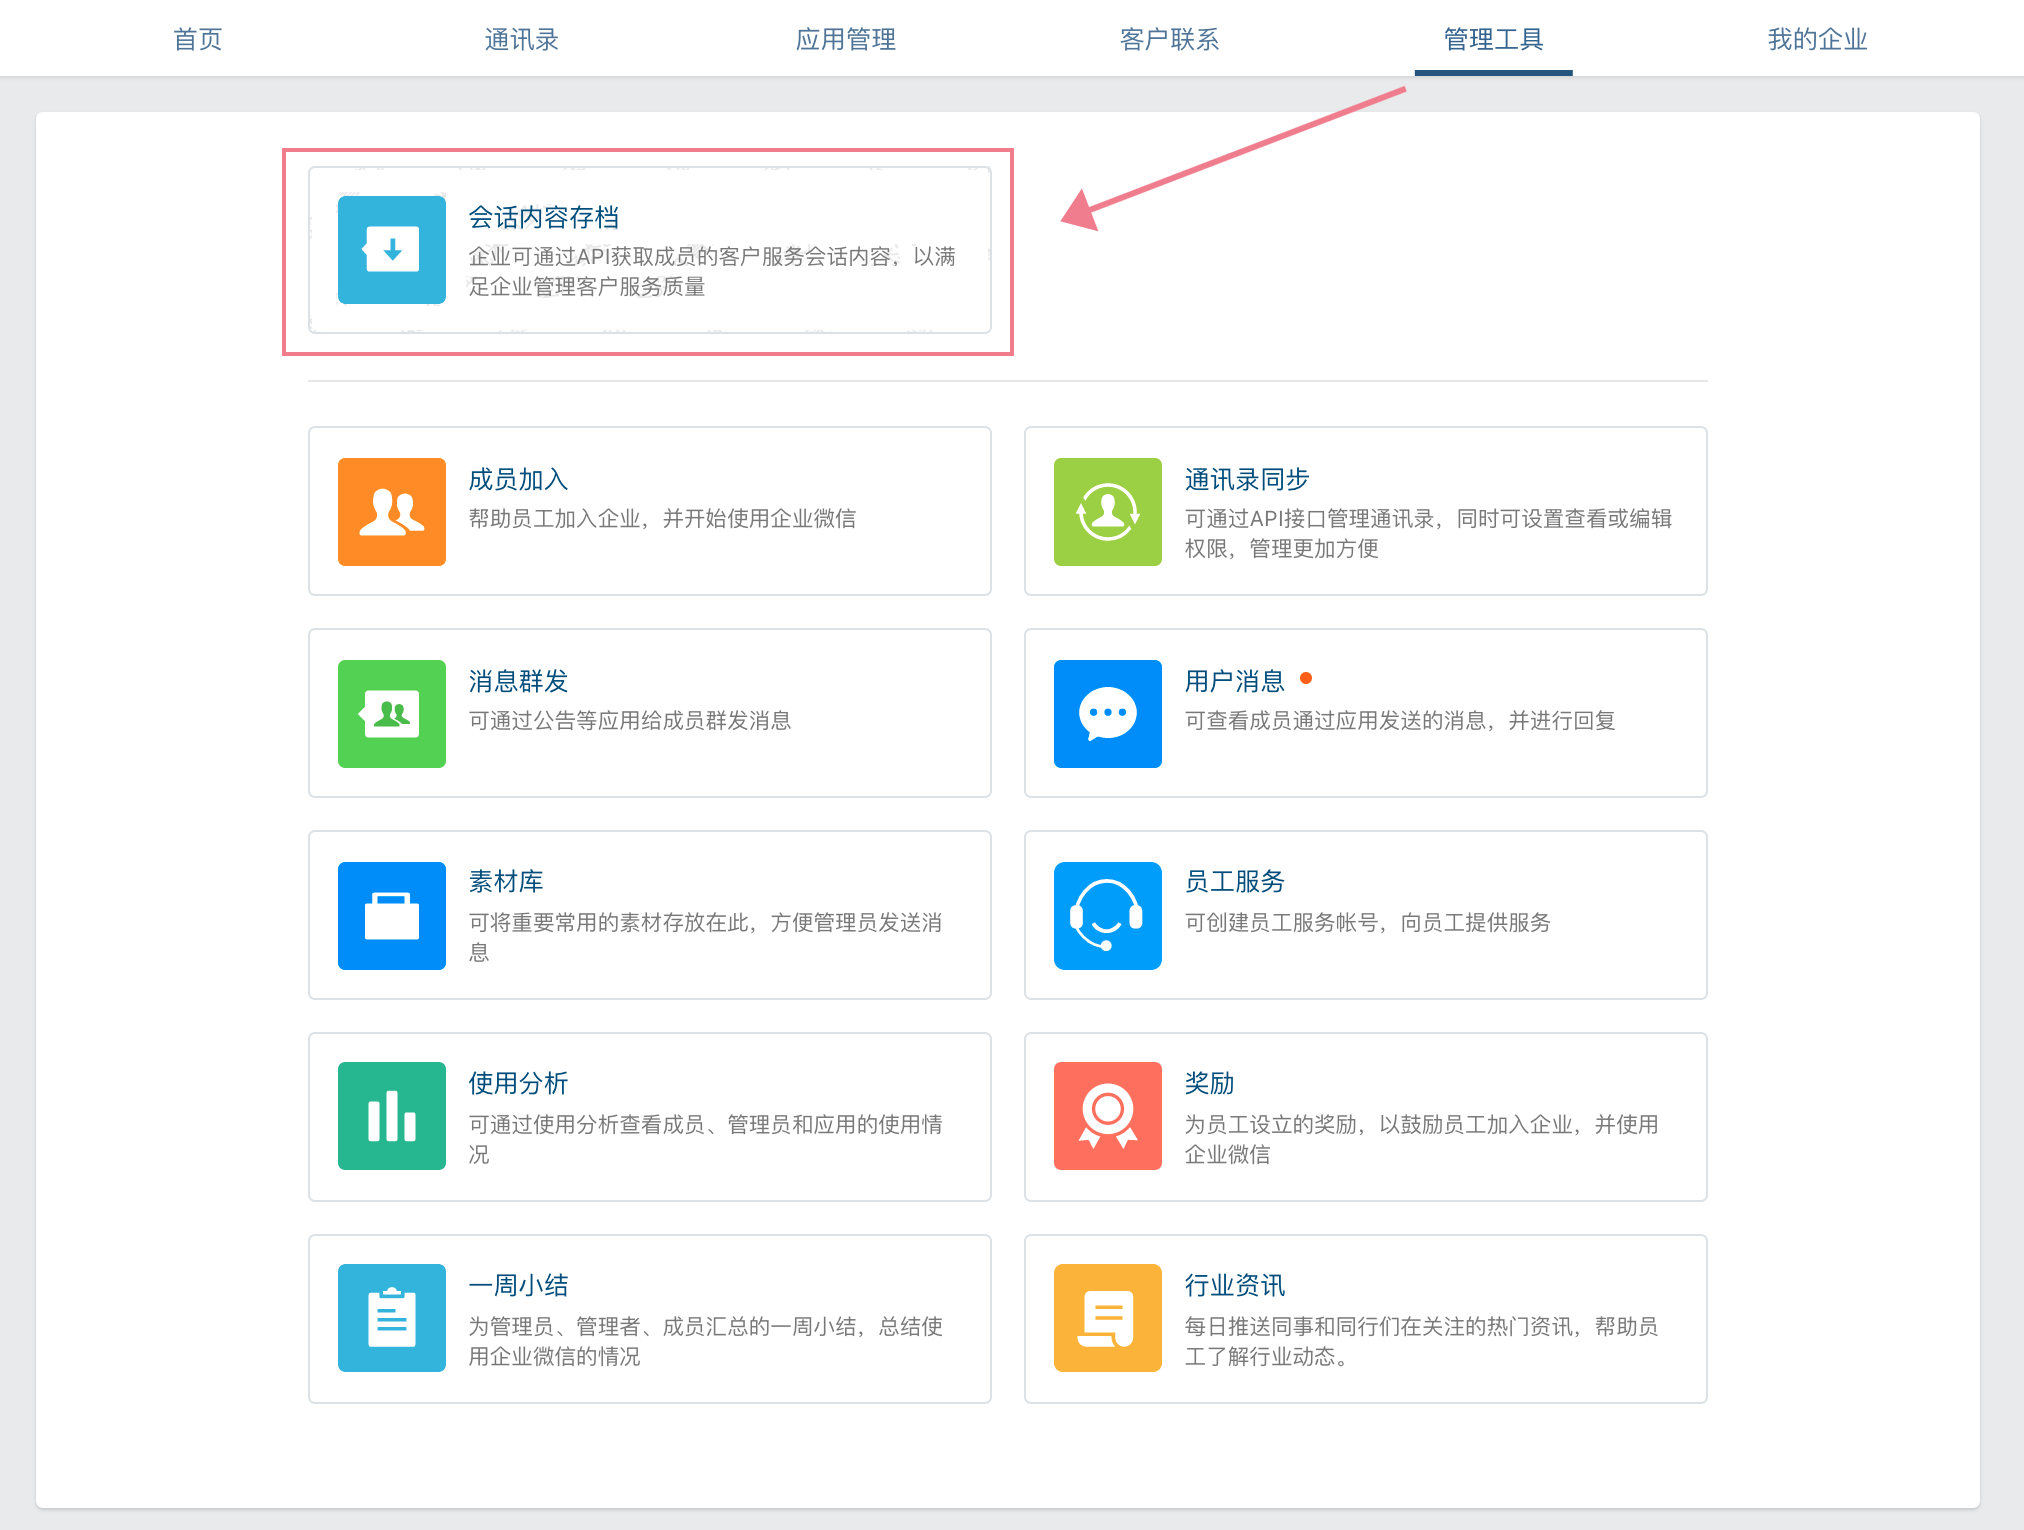 首页 通讯录 应用管理 客户联系 管理工具 我的企业
会话内容存档
企业可通过API获取成员的客户服务会话内容，以满
足企业管理客户服务质量
成员加入
帮助员工加入企业，并开始使用企业微信
通讯录同步
可通过API接口管理通讯录，同时可设置查看或编辑
权限，管理更加方便
消息群发
可通过公告等应用给成员群发消息
用户消息
可查看成员通过应用发送的消息，并进行回复
素材库
可将重要常用的素材存放在此，方便管理员发送消
息
员工服务
可创建员工服务帐号，向员工提供服务
使用分析
可通过使用分析查看成员、管理员和应用的使用情
况
奖励
为员工设立的奖励，以鼓励员工加入企业，并使用
企业微信
一周小结
为管理员、管理者、成员汇总的一周小结，总结使
用企业微信的情况
行业资讯
每日推送同事和同行们在关注的热门资讯，帮助员
工了解行业动态。